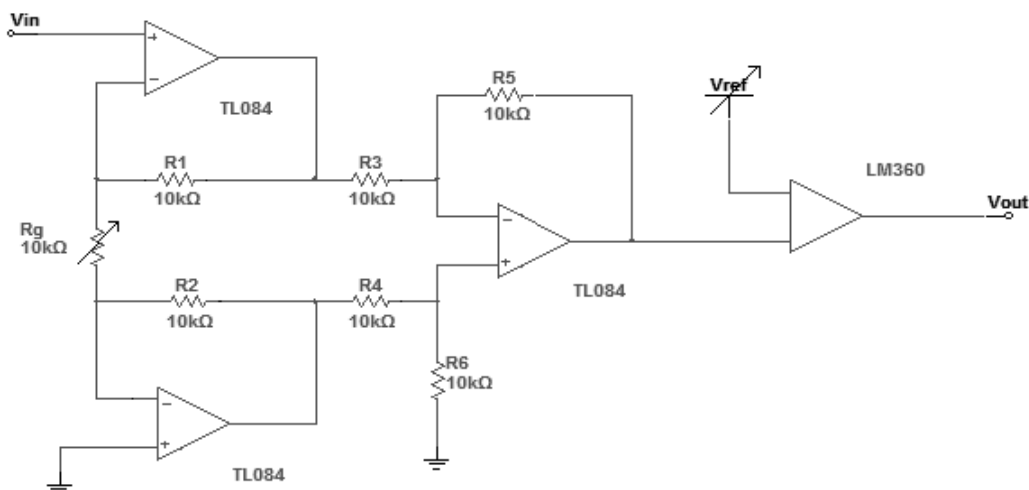 Vin
+
−
TL084
R1
10kΩ
R3
10kΩ
R5
10kΩ
Vref
LM360
Vout
Rg
10kΩ
−
+
TL084
R2
10kΩ
R4
10kΩ
R6
10kΩ
−
+
TL084